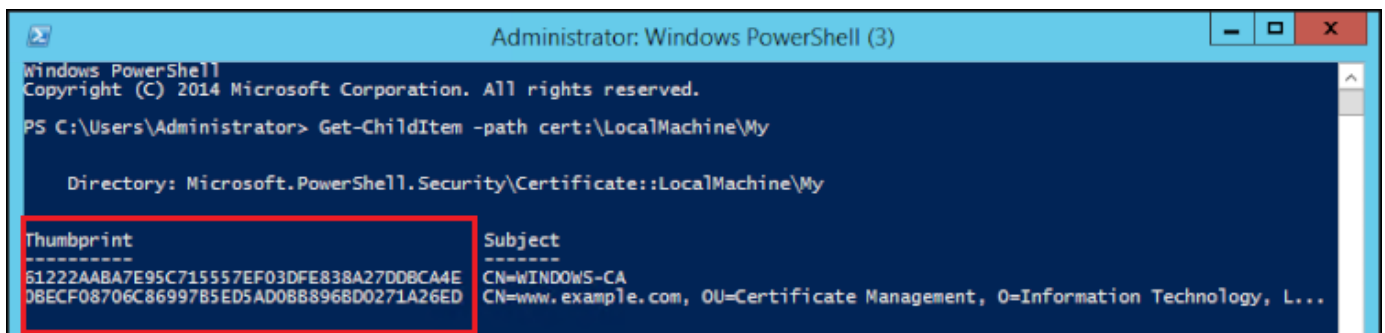 Administrator: Windows PowerShell (3)
Windows PowerShell
Copyright (C) 2014 Microsoft Corporation. All rights reserved.
PS C:\Users\Administrator> Get-ChildItem -path cert:\LocalMachine\My
Directory: Microsoft.PowerShell.Security\Certificate::LocalMachine\My
Thumbprint Subject
---------- -------
61222AABA7E95C715557EF03DFE838A27DDBCA4E CN=WINDOWS-CA
0BECF08706C86997B5ED5AD0BB896BD0271A26ED CN=www.example.com, OU=Certificate Management, O=Information Technology, L...